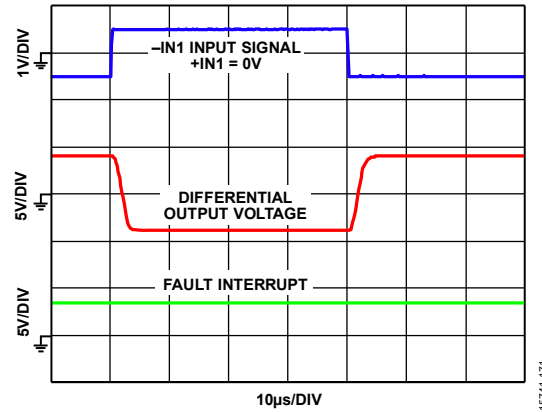 1V/DIV
–IN1 INPUT SIGNAL
+IN1 = 0V
5V/DIV
DIFFERENTIAL
OUTPUT VOLTAGE
5V/DIV
FAULT INTERRUPT
10µs/DIV